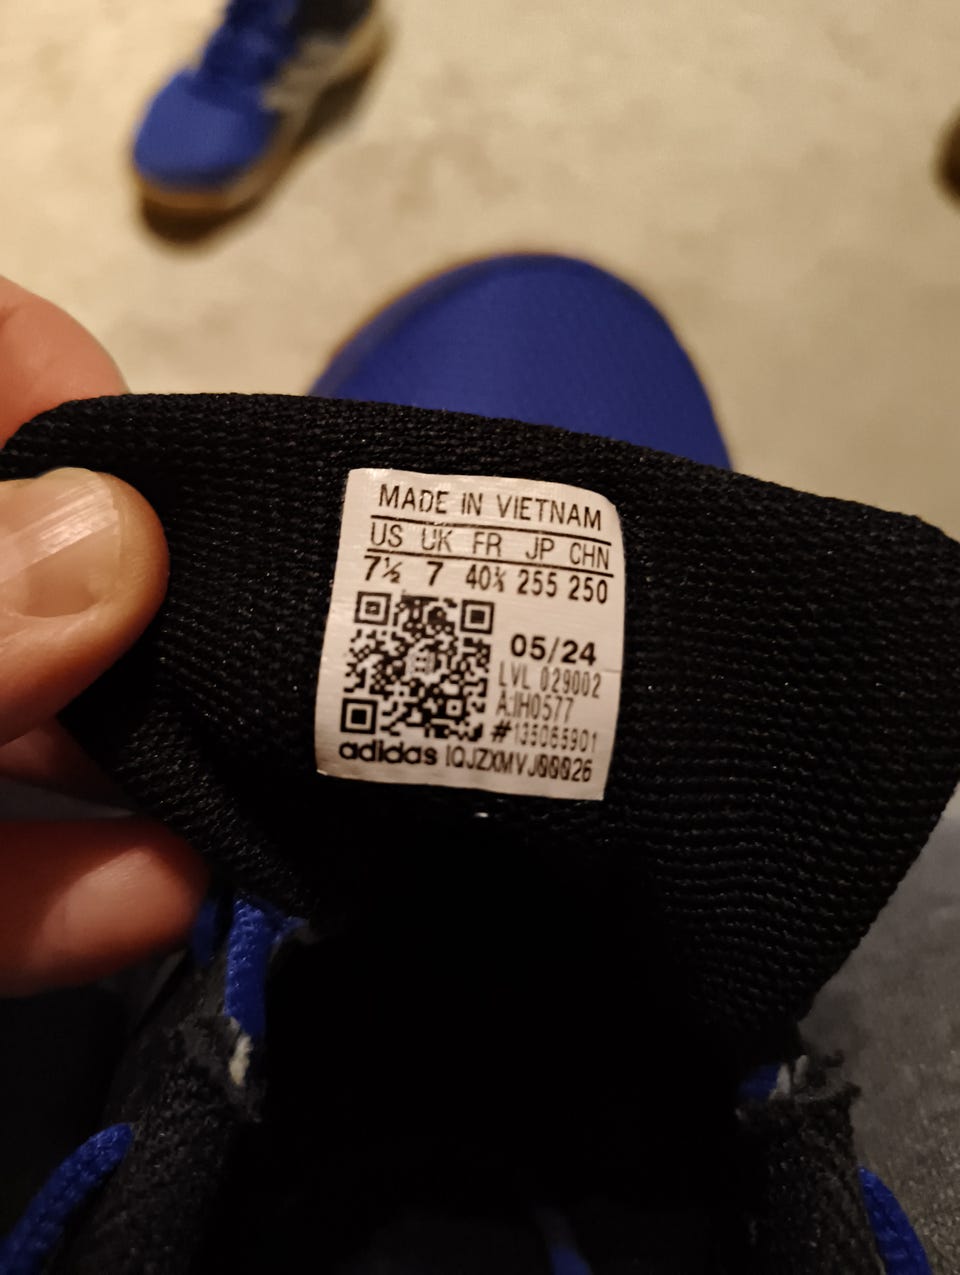 MADE IN VIETNAM
US UK FR JP CHN
7½ 7 40⅔ 255 250
05/24
LVL 029002
A:IH0577
#135065901
adidas IQJZXMVJ00026